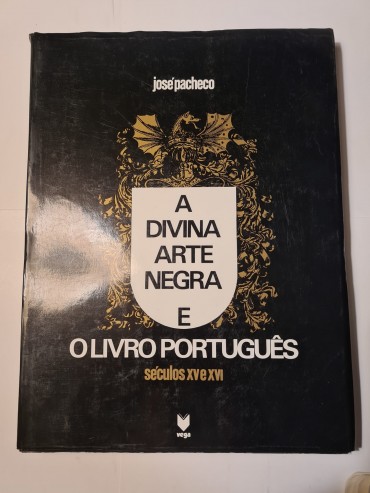 josé pacheco
A
DIVINA
ARTE
NEGRA
E
O LIVRO PORTUGUÊS
séculos XV e XVI
vega